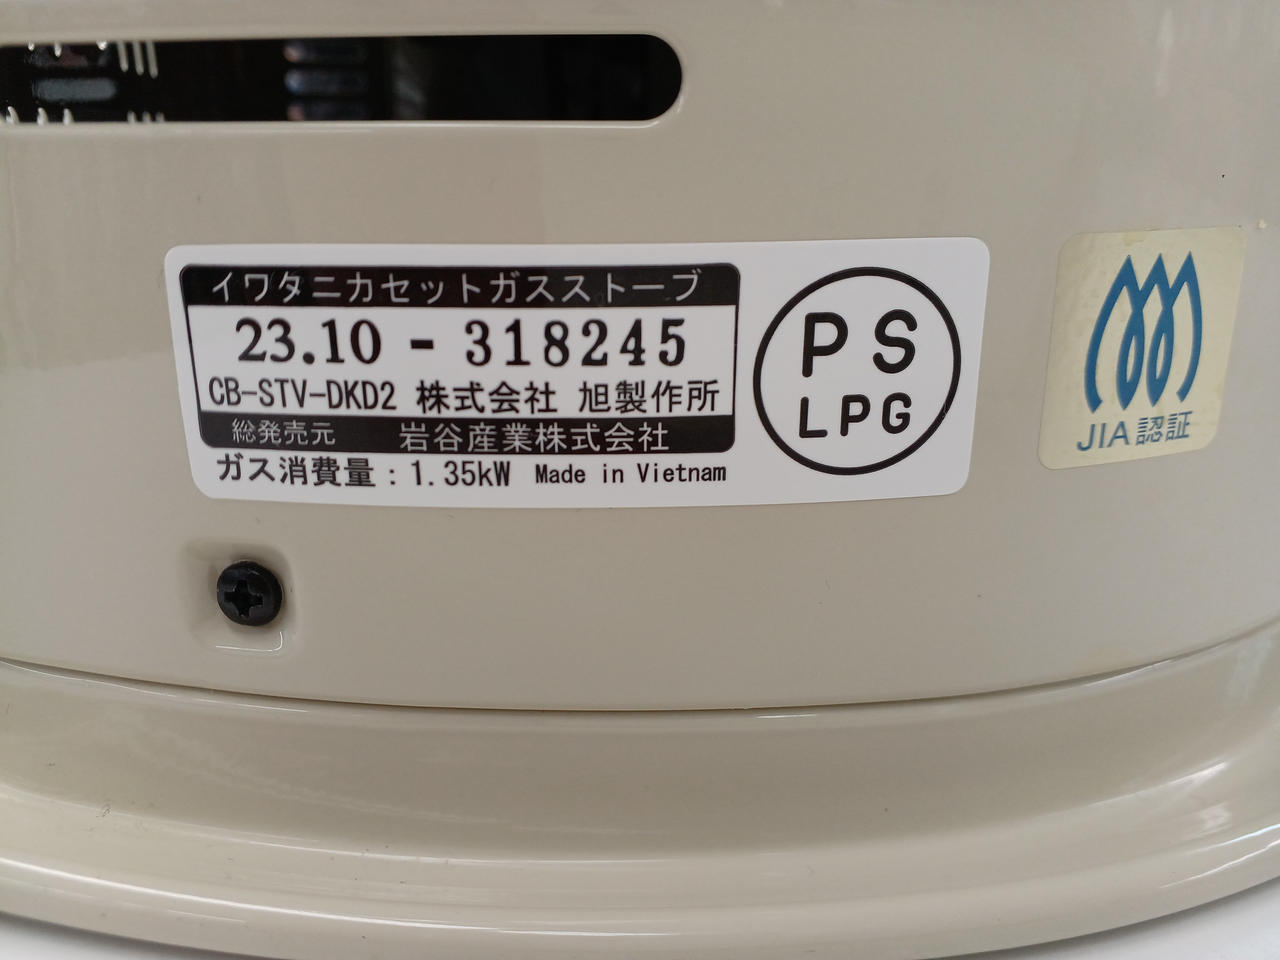 イワタニカセットガスストーブ
23.10 - 318245
CB-STV-DKD2 株式会社 旭製作所
総発売元 岩谷産業株式会社
ガス消費量：1.35kW Made in Vietnam
PS
LPG
JIA認証